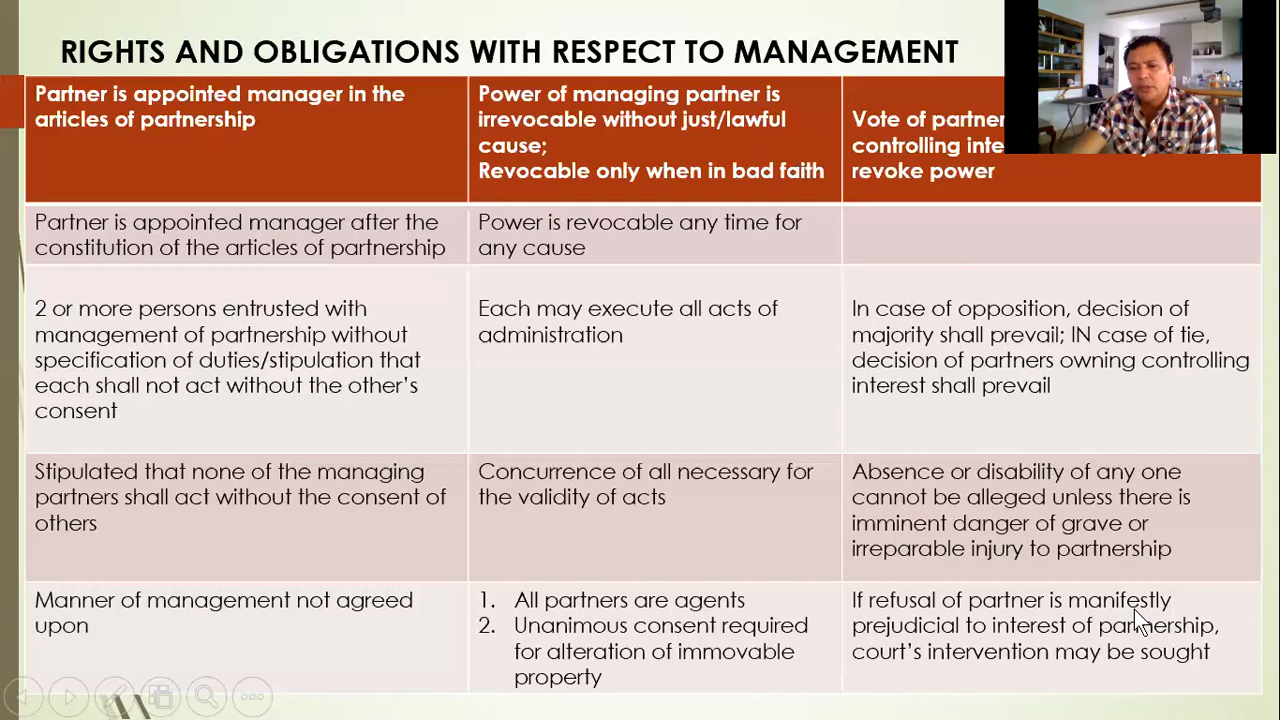 RIGHTS AND OBLIGATIONS WITH RESPECT TO MANAGEMENT
Partner is appointed manager in the
articles of partnership
Power of managing partner is
irrevocable without just/lawful
cause;
Revocable only when in bad faith
Vote of partner
controlling inte
revoke power
Partner is appointed manager after the
constitution of the articles of partnership
Power is revocable any time for
any cause
2 or more persons entrusted with
management of partnership without
specification of duties/stipulation that
each shall not act without the other's
consent
Each may execute all acts of
administration
In case of opposition, decision of
majority shall prevail; IN case of tie,
decision of partners owning controlling
interest shall prevail
Stipulated that none of the managing
partners shall act without the consent of
others
Concurrence of all necessary for
the validity of acts
Absence or disability of any one
cannot be alleged unless there is
imminent danger of grave or
irreparable injury to partnership
Manner of management not agreed
upon
1. All partners are agents
2. Unanimous consent required
for alteration of immovable
property
If refusal of partner is manifestly
prejudicial to interest of partnership,
court's intervention may be sought